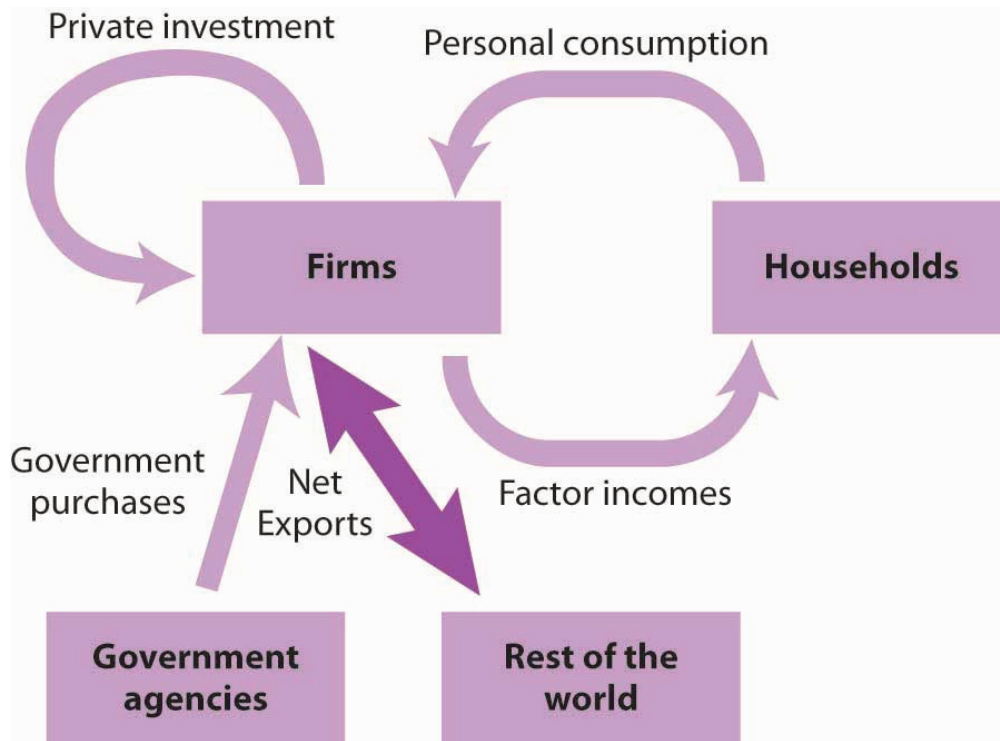 Private investment
Personal consumption
Firms
Households
Government
purchases
Net
Exports
Factor incomes
Government
agencies
Rest of the
world